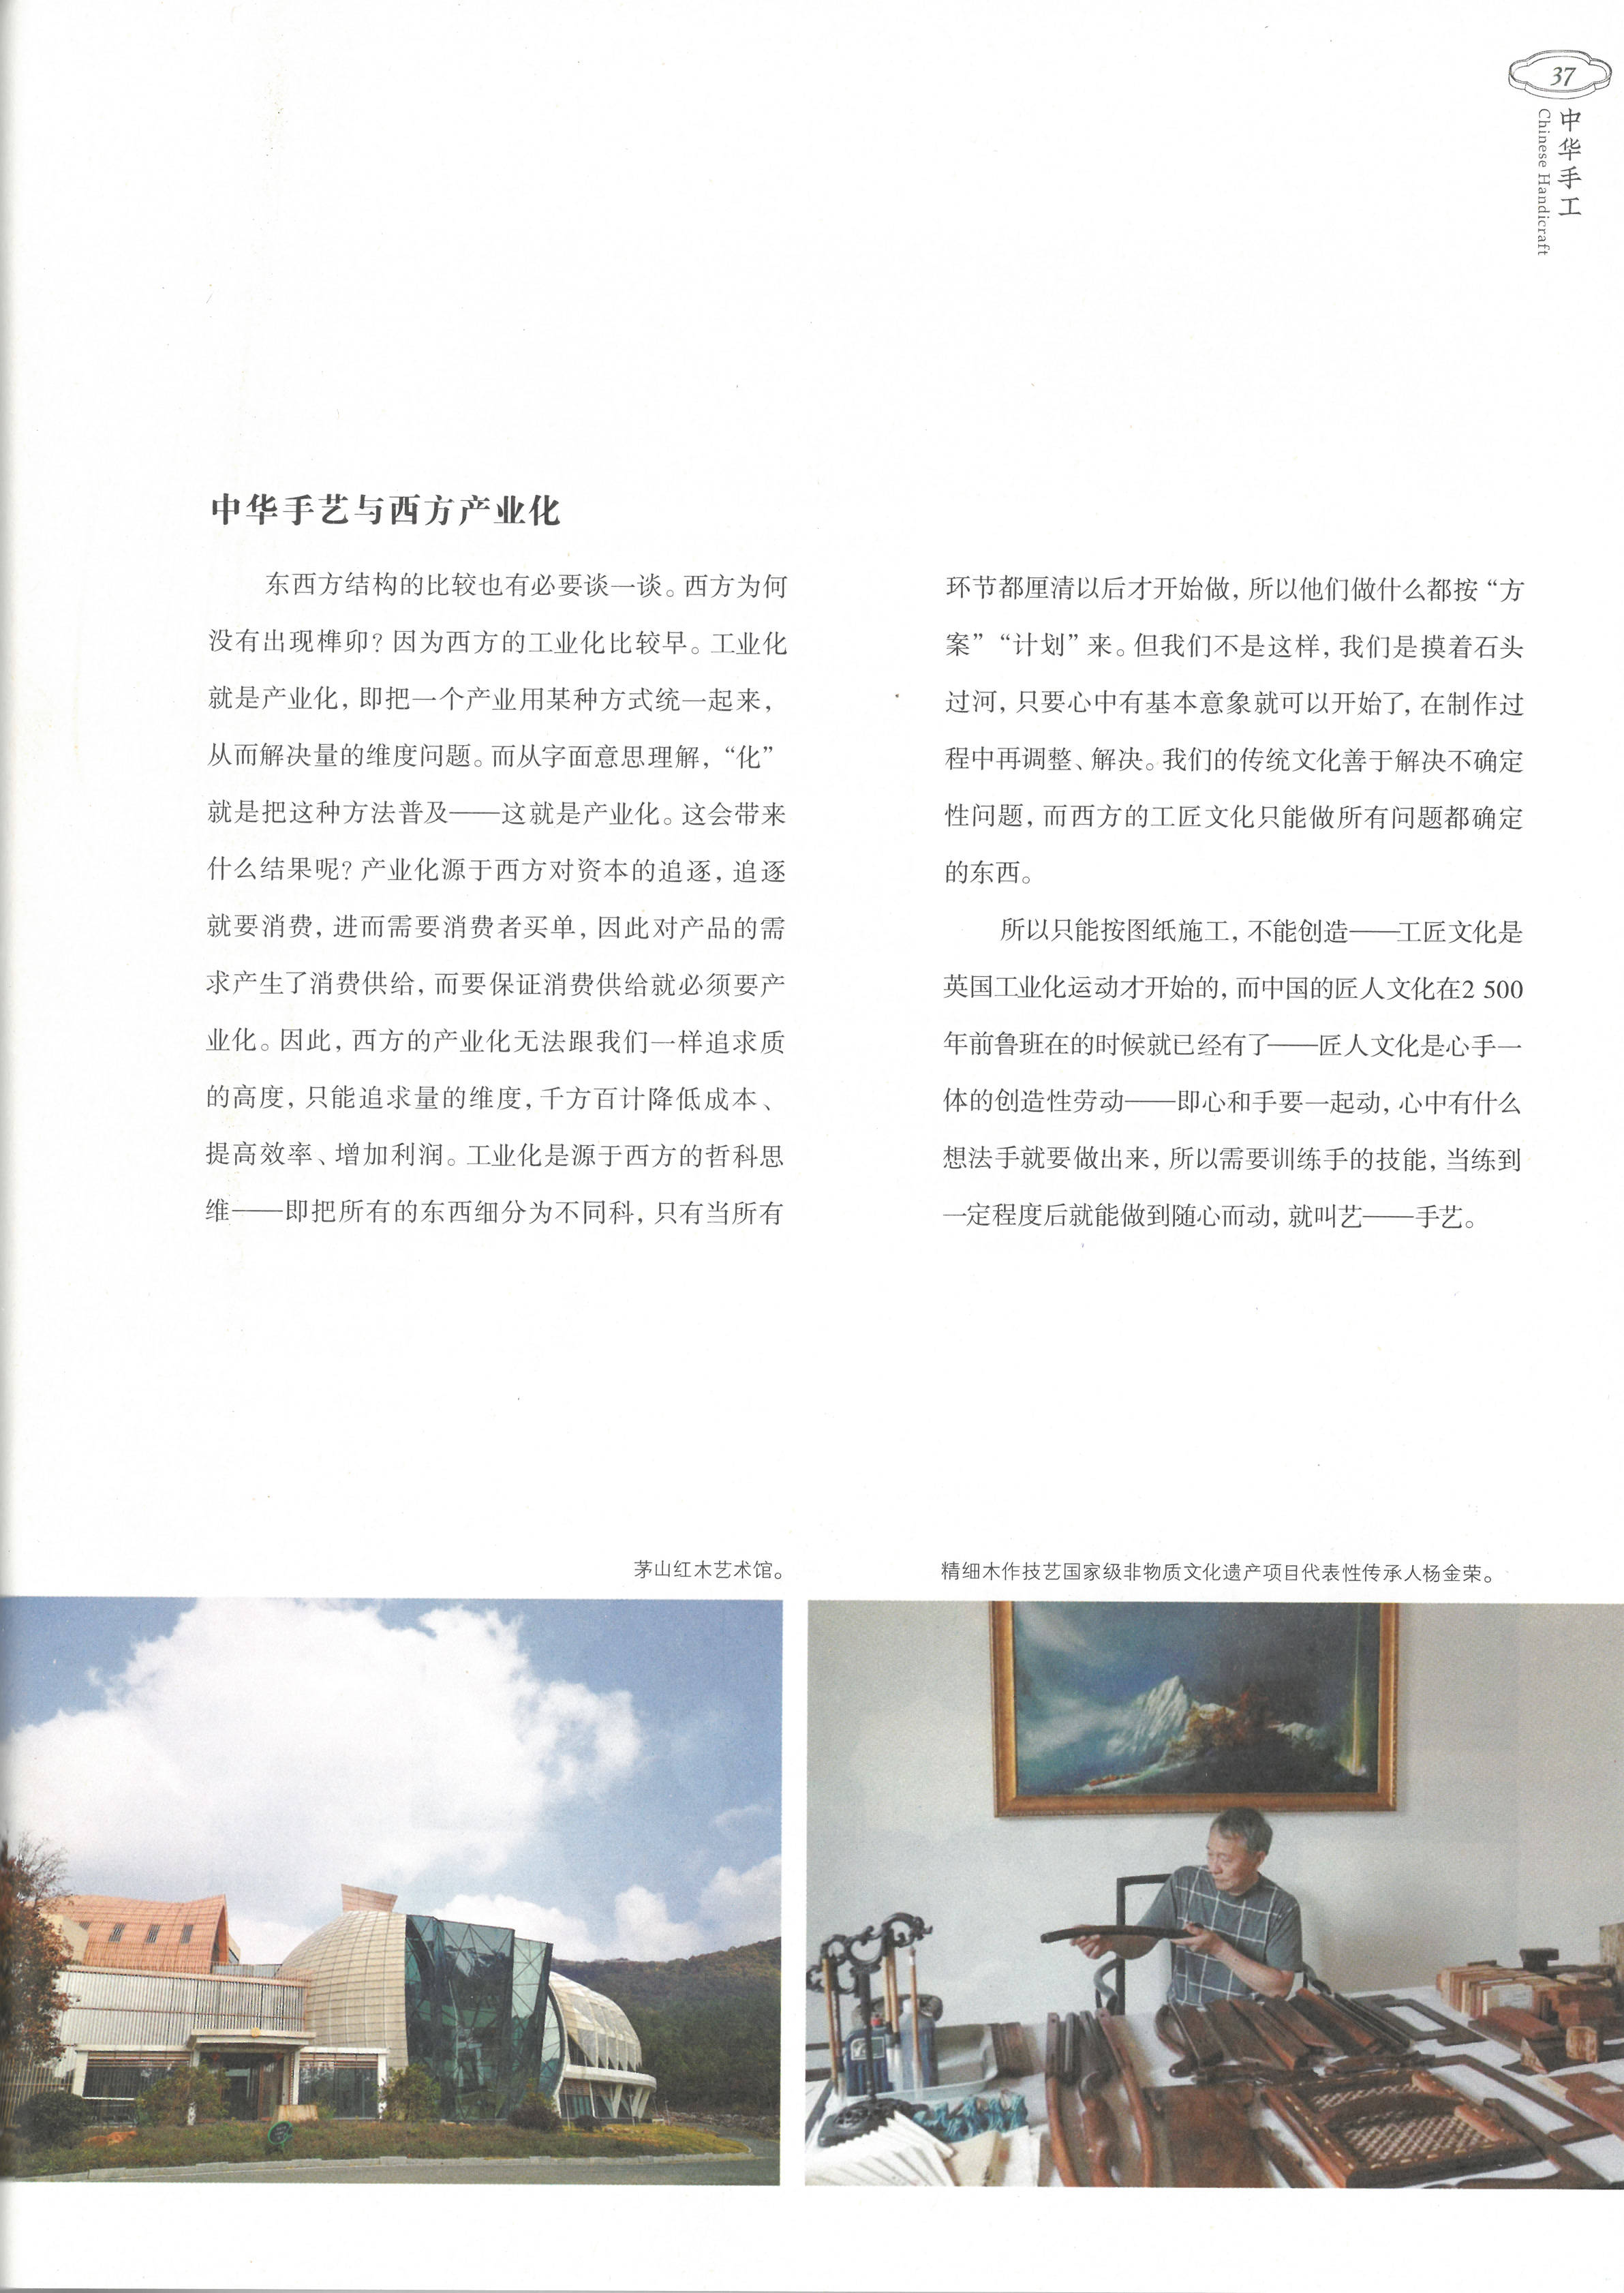 37
中华手工
Chinese Handicraft
中华手艺与西方产业化
东西方结构的比较也有必要谈一谈。西方为何
没有出现榫卯？因为西方的工业化比较早。工业化
就是产业化，即把一个产业用某种方式统一起来，
从而解决量的维度问题。而从字面意思理解，“化”
就是把这种方法普及——这就是产业化。这会带来
什么结果呢？产业化源于西方对资本的追逐，追逐
就要消费，进而需要消费者买单，因此对产品的需
求产生了消费供给，而要保证消费供给就必须要产
业化。因此，西方的产业化无法跟我们一样追求质
的高度，只能追求量的维度，千方百计降低成本、
提高效率、增加利润。工业化是源于西方的哲科思
维——即把所有的东西细分为不同科，只有当所有
环节都厘清以后才开始做，所以他们做什么都按“方
案”“计划”来。但我们不是这样，我们是摸着石头
过河，只要心中有基本意象就可以开始了，在制作过
程中再调整、解决。我们的传统文化善于解决不确定
性问题，而西方的工匠文化只能做所有问题都确定
的东西。
所以只能按图纸施工，不能创造——工匠文化是
英国工业化运动才开始的，而中国的匠人文化在2 500
年前鲁班在的时候就已经有了——匠人文化是心手一
体的创造性劳动——即心和手要一起动，心中有什么
想法手就要做出来，所以需要训练手的技能，当练到
一定程度后就能做到随心而动，就叫艺——手艺。
茅山红木艺术馆。
精细木作技艺国家级非物质文化遗产项目代表性传承人杨金荣。